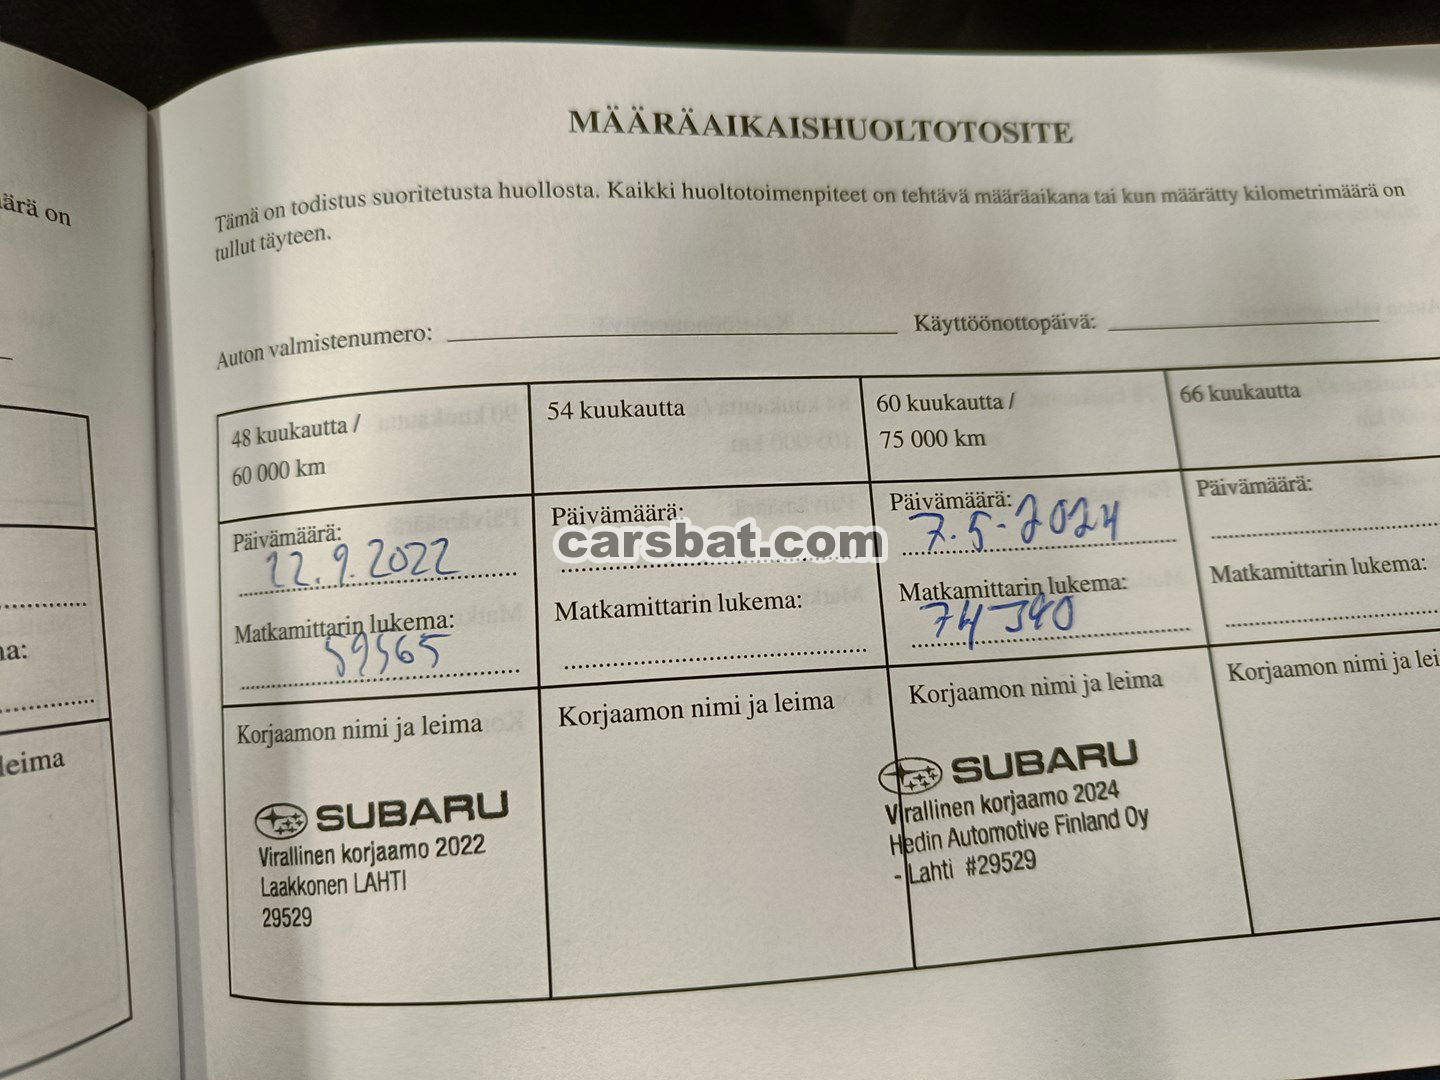 ärä on
na:
leima
MÄÄRÄAIKAISHUOLTOTOSITE
Tämä on todistus suoritetusta huollosta. Kaikki huoltotoimenpiteet on tehtävä määräaikana tai kun määrätty kilometrimäärä on
tullut täyteen.
Auton valmistenumero:
Käyttöönottopäivä:
48 kuukautta /
60 000 km
Päivämäärä:
22.9.2022
Matkamittarin lukema:
59565
Korjaamon nimi ja leima
SUBARU
Virallinen korjaamo 2022
Laakkonen LAHTI
29529
54 kuukautta
Päivämäärä:
Matkamittarin lukema:
Korjaamon nimi ja leima
60 kuukautta /
75 000 km
Päivämäärä:
7.5-2024
Matkamittarin lukema:
Korjaamon nimi ja leima
SUBARU
Virallinen korjaamo 2024
Hedin Automotive Finland Oy
- Lahti #29529
66 kuukautta
Päivämäärä:
Matkamittarin lukema:
Korjaamon nimi ja lei
carsbat.com